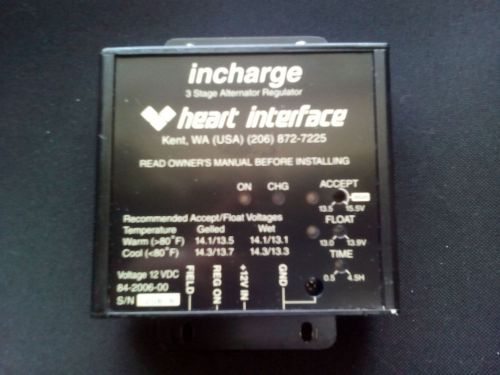 incharge
3 Stage Alternator Regulator
heart interface
Kent, WA (USA) (206) 872-7225
READ OWNER'S MANUAL BEFORE INSTALLING
ON CHG ACCEPT
13.5 15.5V
Recommended Accept/Float Voltages
FLOAT
Temperature Gelled Wet
Warm (>80°F) 14.1/13.5 14.1/13.1
13.0 13.9V
Cool (<80°F) 14.3/13.7 14.3/13.3
TIME
Voltage 12 VDC
0.5 4.5H
84-2006-00
S/N
FIELD
REG ON
+12V IN
GND